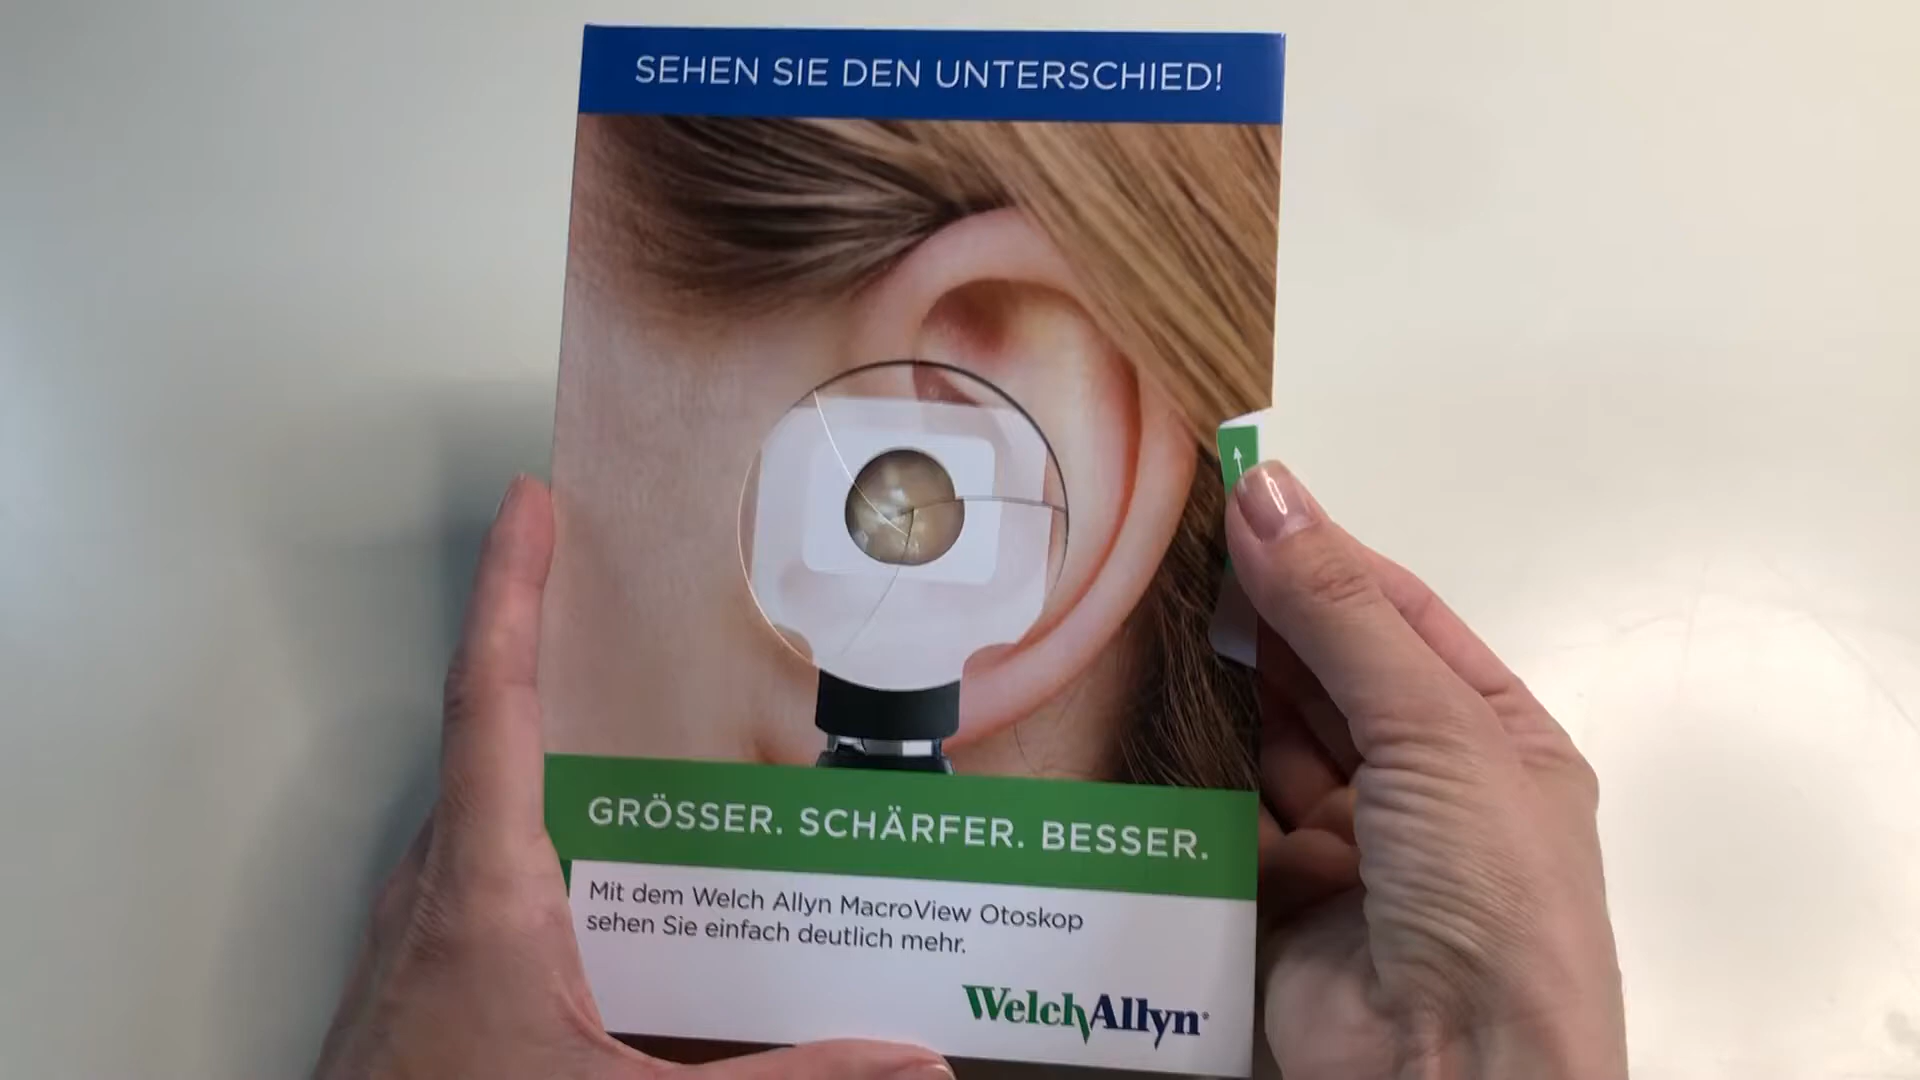 SEHEN SIE DEN UNTERSCHIED!
GRÖSSER. SCHÄRFER. BESSER.
Mit dem Welch Allyn MacroView Otoskop
sehen Sie einfach deutlich mehr.
WelchAllyn®